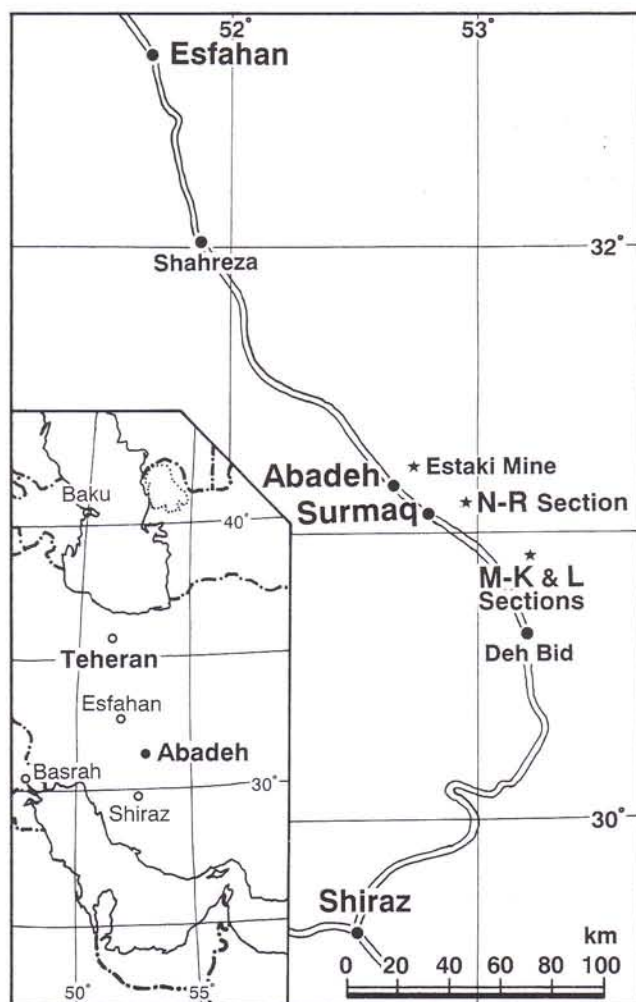 52°
53°
Esfahan
Shahreza
32°
Abadeh
★ Estaki Mine
Surmaq
★ N-R Section
★
M-K & L
Sections
Deh Bid
30°
Shiraz
km
0 20 40 60 80 100
Baku
40°
Teheran
Esfahan
Abadeh
Basrah
30°
Shiraz
50°
55°